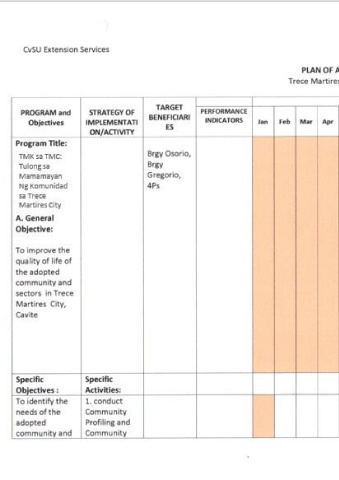 CvSU Extension Services
PLAN OF A
Trece Martires
PROGRAM and
Objectives
STRATEGY OF
IMPLEMENTATI
ON/ACTIVITY
TARGET
BENEFICIARI
ES
PERFORMANCE
INDICATORS
Jan
Feb
Mar
Apr
Program Title:
TMK sa TMC:
Tulong sa
Mamamayan
Ng Komunidad
sa Trece
Martires City
Brgy Osorio,
Brgy
Gregorio,
4Ps
A. General
Objective:
To improve the
quality of life of
the adopted
community and
sectors in Trece
Martires City,
Cavite
Specific
Objectives :
Specific
Activities:
To identify the
needs of the
adopted
community and
1. conduct
Community
Profiling and
Community